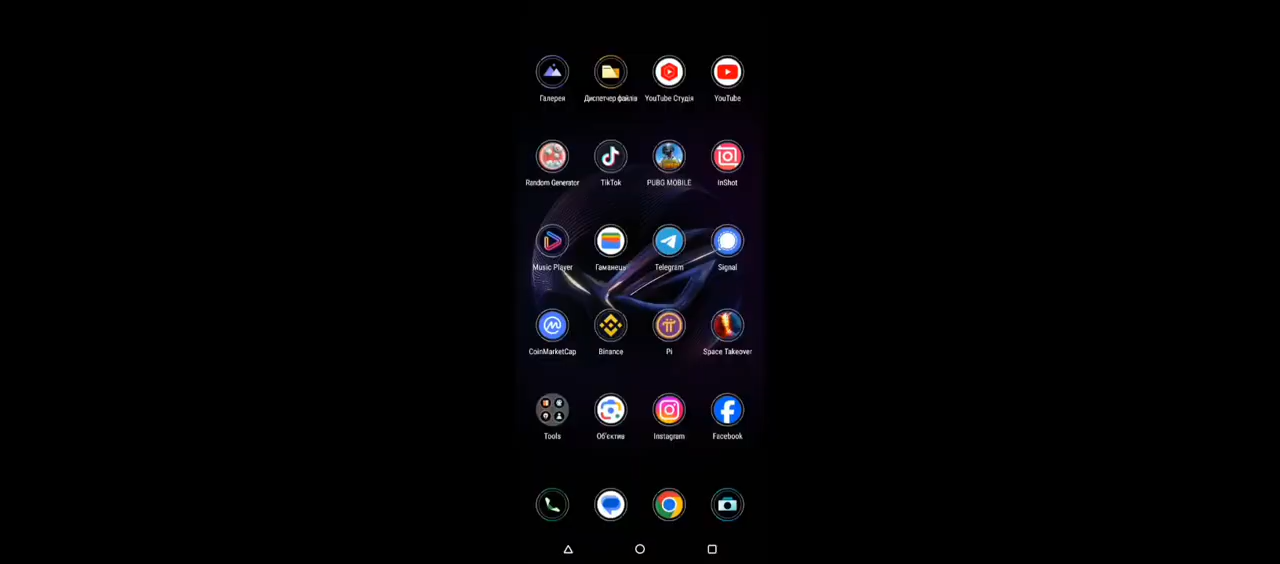 Галерея Диспетчер файлів YouTube Студія YouTube
Random Generator TikTok PUBG MOBILE InShot
Music Player Гаманець Telegram Signal
CoinMarketCap Binance Pi Space Takeover
Tools Об'єктив Instagram Facebook